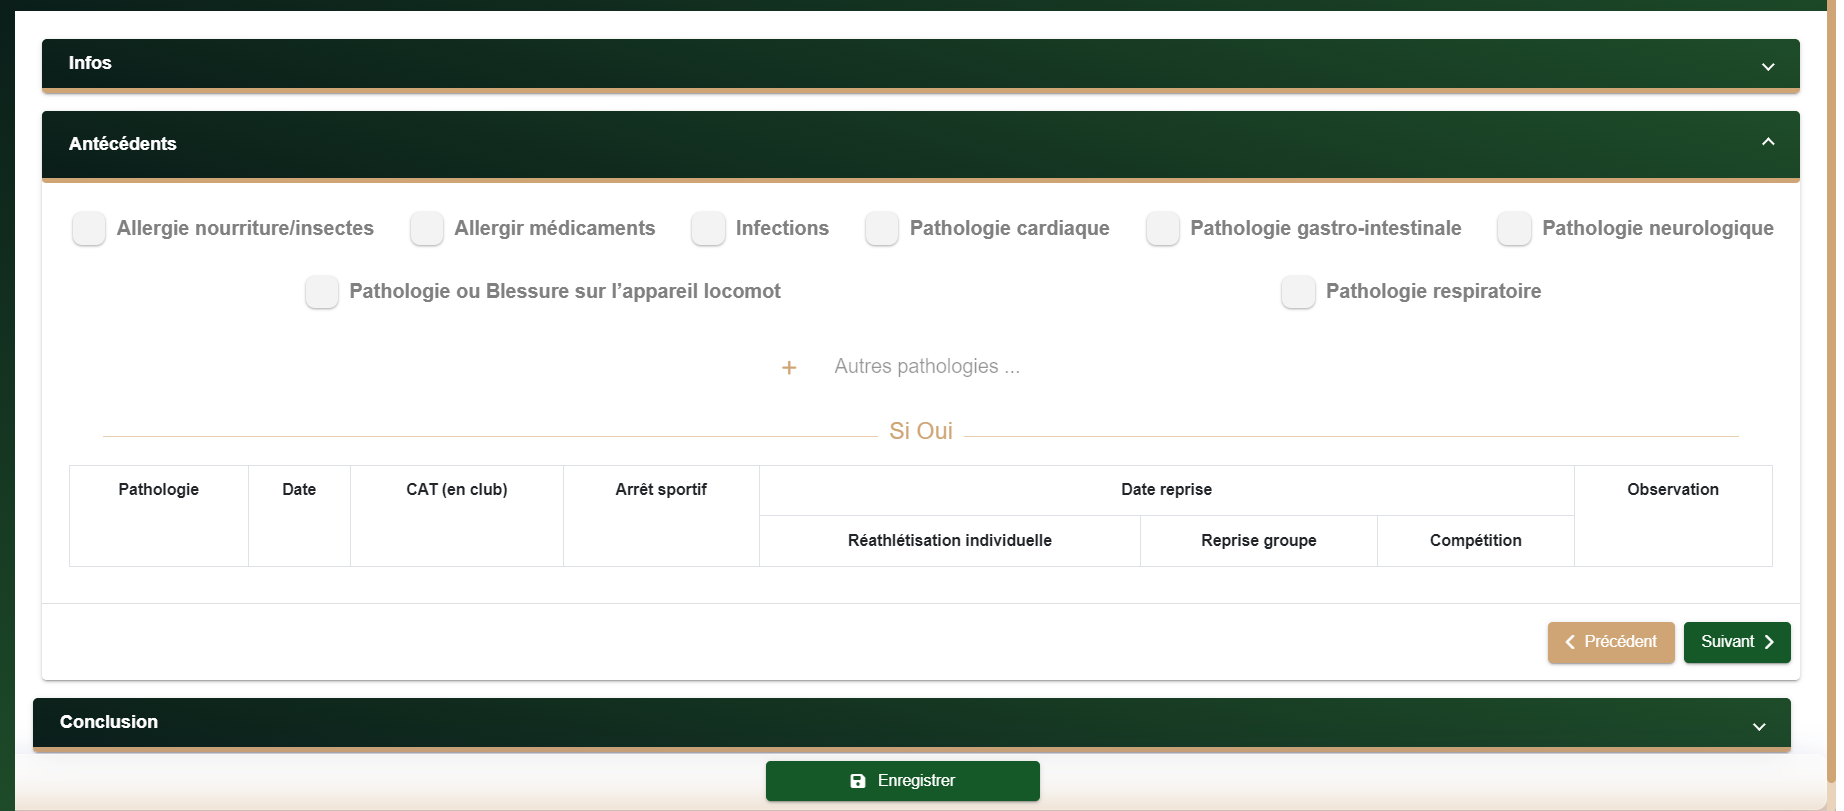 Infos
Antécédents
Allergie nourriture/insectes Allergir médicaments Infections Pathologie cardiaque Pathologie gastro-intestinale Pathologie neurologique
Pathologie ou Blessure sur l’appareil locomot Pathologie respiratoire
+ Autres pathologies ...
Si Oui
Pathologie Date CAT (en club) Arrêt sportif Date reprise Observation
Réathlétisation individuelle Reprise groupe Compétition
Précédent Suivant
Conclusion
Enregistrer